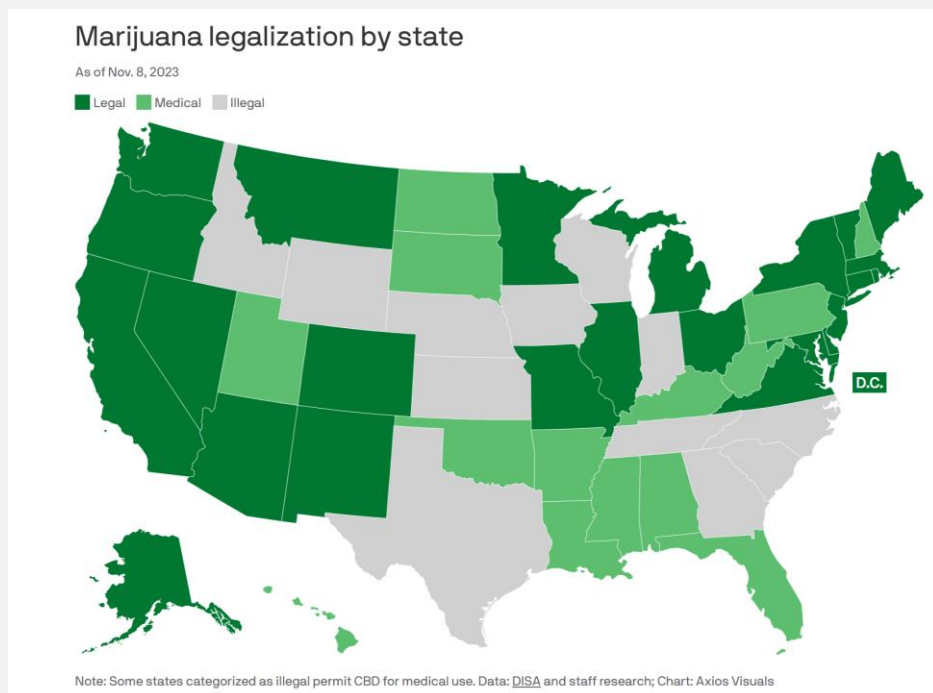 Marijuana legalization by state
As of Nov. 8, 2023
Legal Medical Illegal
D.C.
Note: Some states categorized as illegal permit CBD for medical use. Data: DISA and staff research; Chart: Axios Visuals